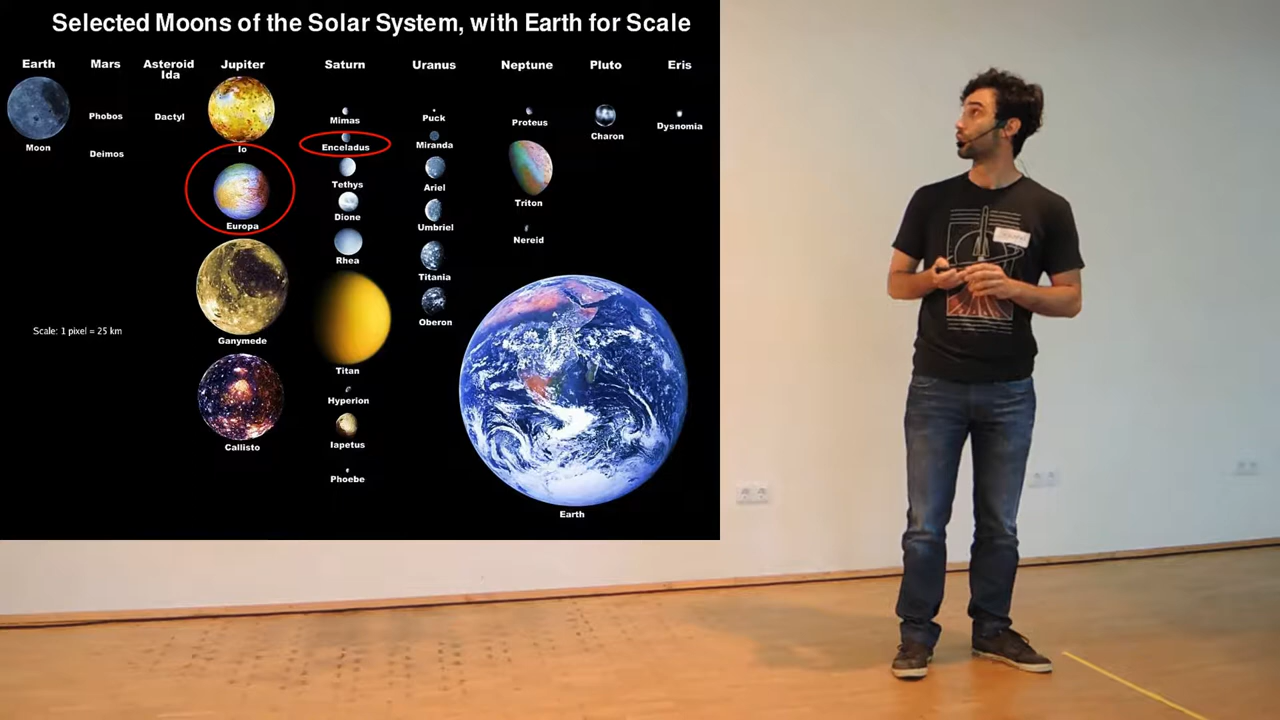 Selected Moons of the Solar System, with Earth for Scale
Earth
Mars
Asteroid
Ida
Jupiter
Saturn
Uranus
Neptune
Pluto
Eris
Moon
Phobos
Deimos
Dactyl
Io
Europa
Ganymede
Callisto
Mimas
Enceladus
Tethys
Dione
Rhea
Titan
Hyperion
Iapetus
Phoebe
Puck
Miranda
Ariel
Umbriel
Titania
Oberon
Proteus
Triton
Nereid
Charon
Dysnomia
Scale: 1 pixel = 25 km
Earth